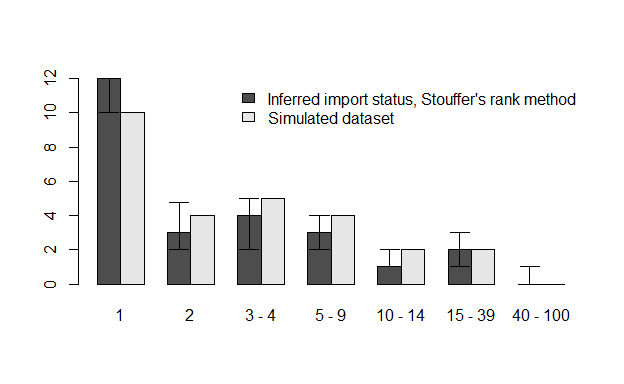 12
10
8
6
4
2
0
Inferred import status, Stouffer's rank method
Simulated dataset
1 2 3 - 4 5 - 9 10 - 14 15 - 39 40 - 100